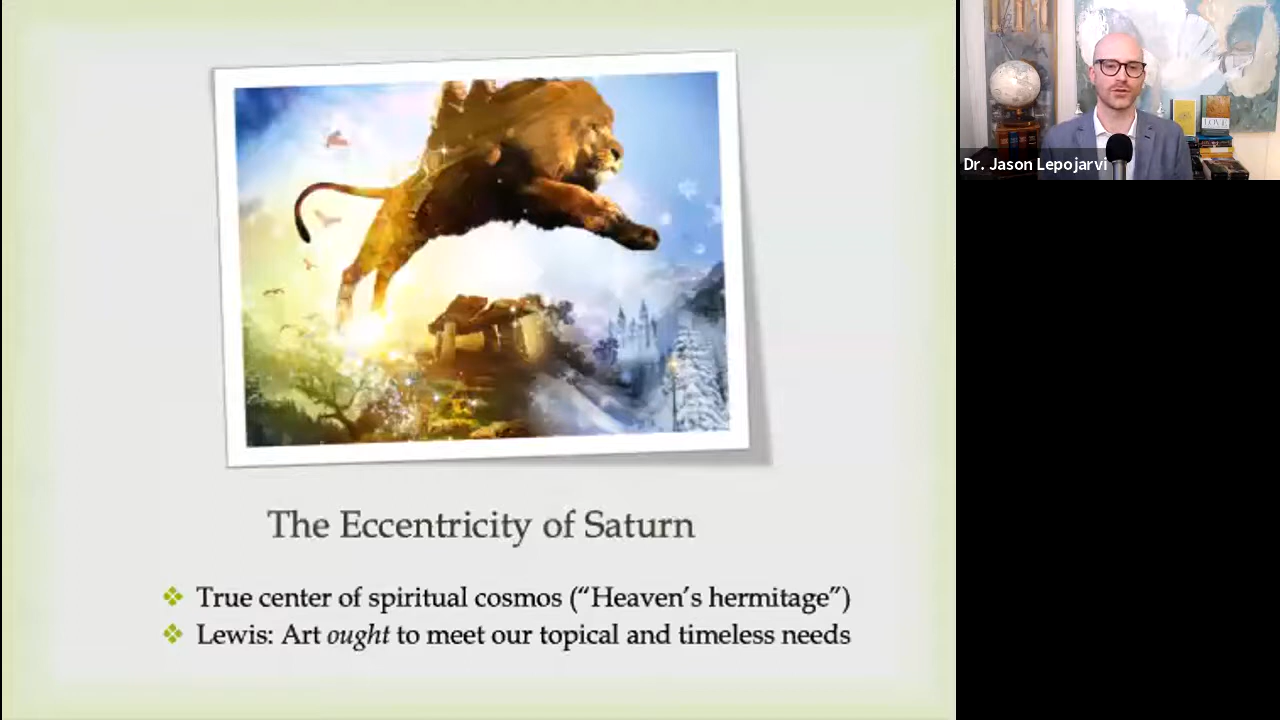 Dr. Jason Lepojarvi
LOVE
The Eccentricity of Saturn
❖ True center of spiritual cosmos (“Heaven’s hermitage”)
❖ Lewis: Art ought to meet our topical and timeless needs